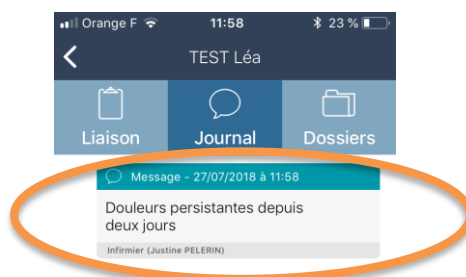 Orange F 11:58 23 %
TEST Léa
Liaison Journal Dossiers
Message - 27/07/2018 à 11:58
Douleurs persistantes depuis
deux jours
Infirmier (Justine PELERIN)